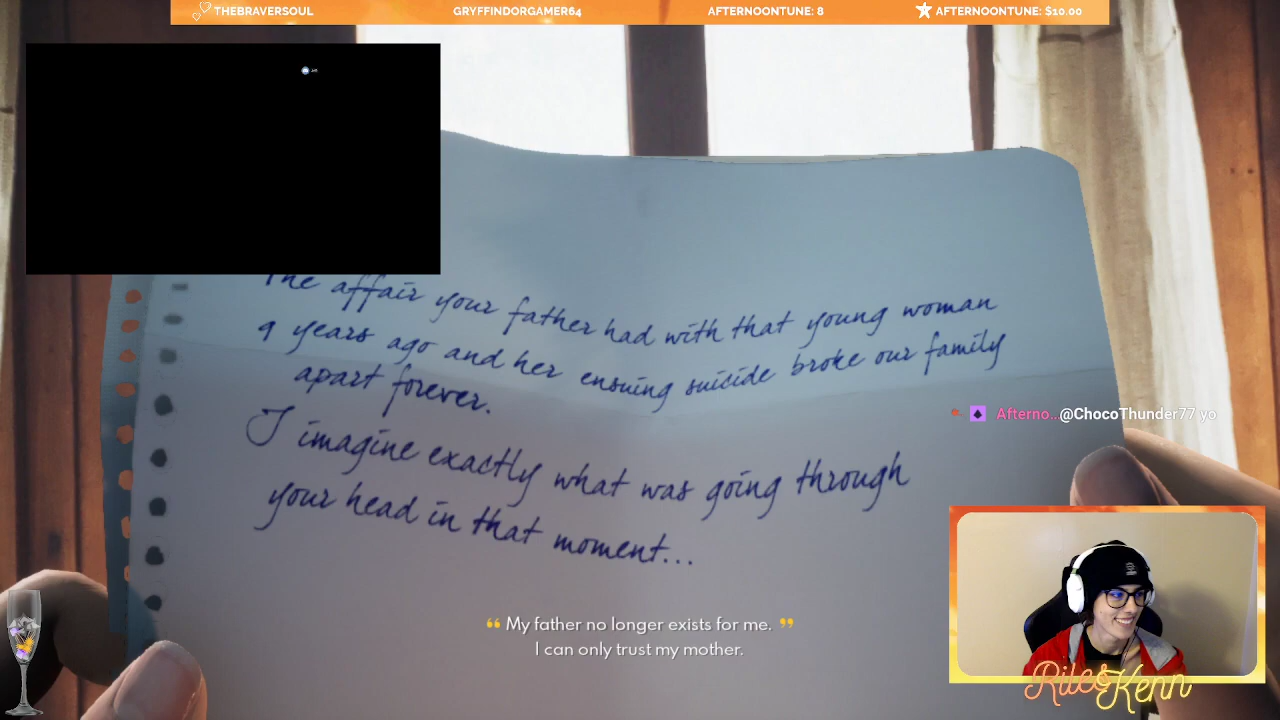 THEBRAVERSOUL
GRYFFINDORGAMER64
AFTERNOONTUNE: 8
AFTERNOONTUNE: $10.00
The affair your father had with that young woman
9 years ago and her ensuing suicide broke our family
apart forever.
I imagine exactly what was going through
your head in that moment...
Afterno...@ChocoThunder77 yo
“ My father no longer exists for me. ”
I can only trust my mother.
Rile&Kenn